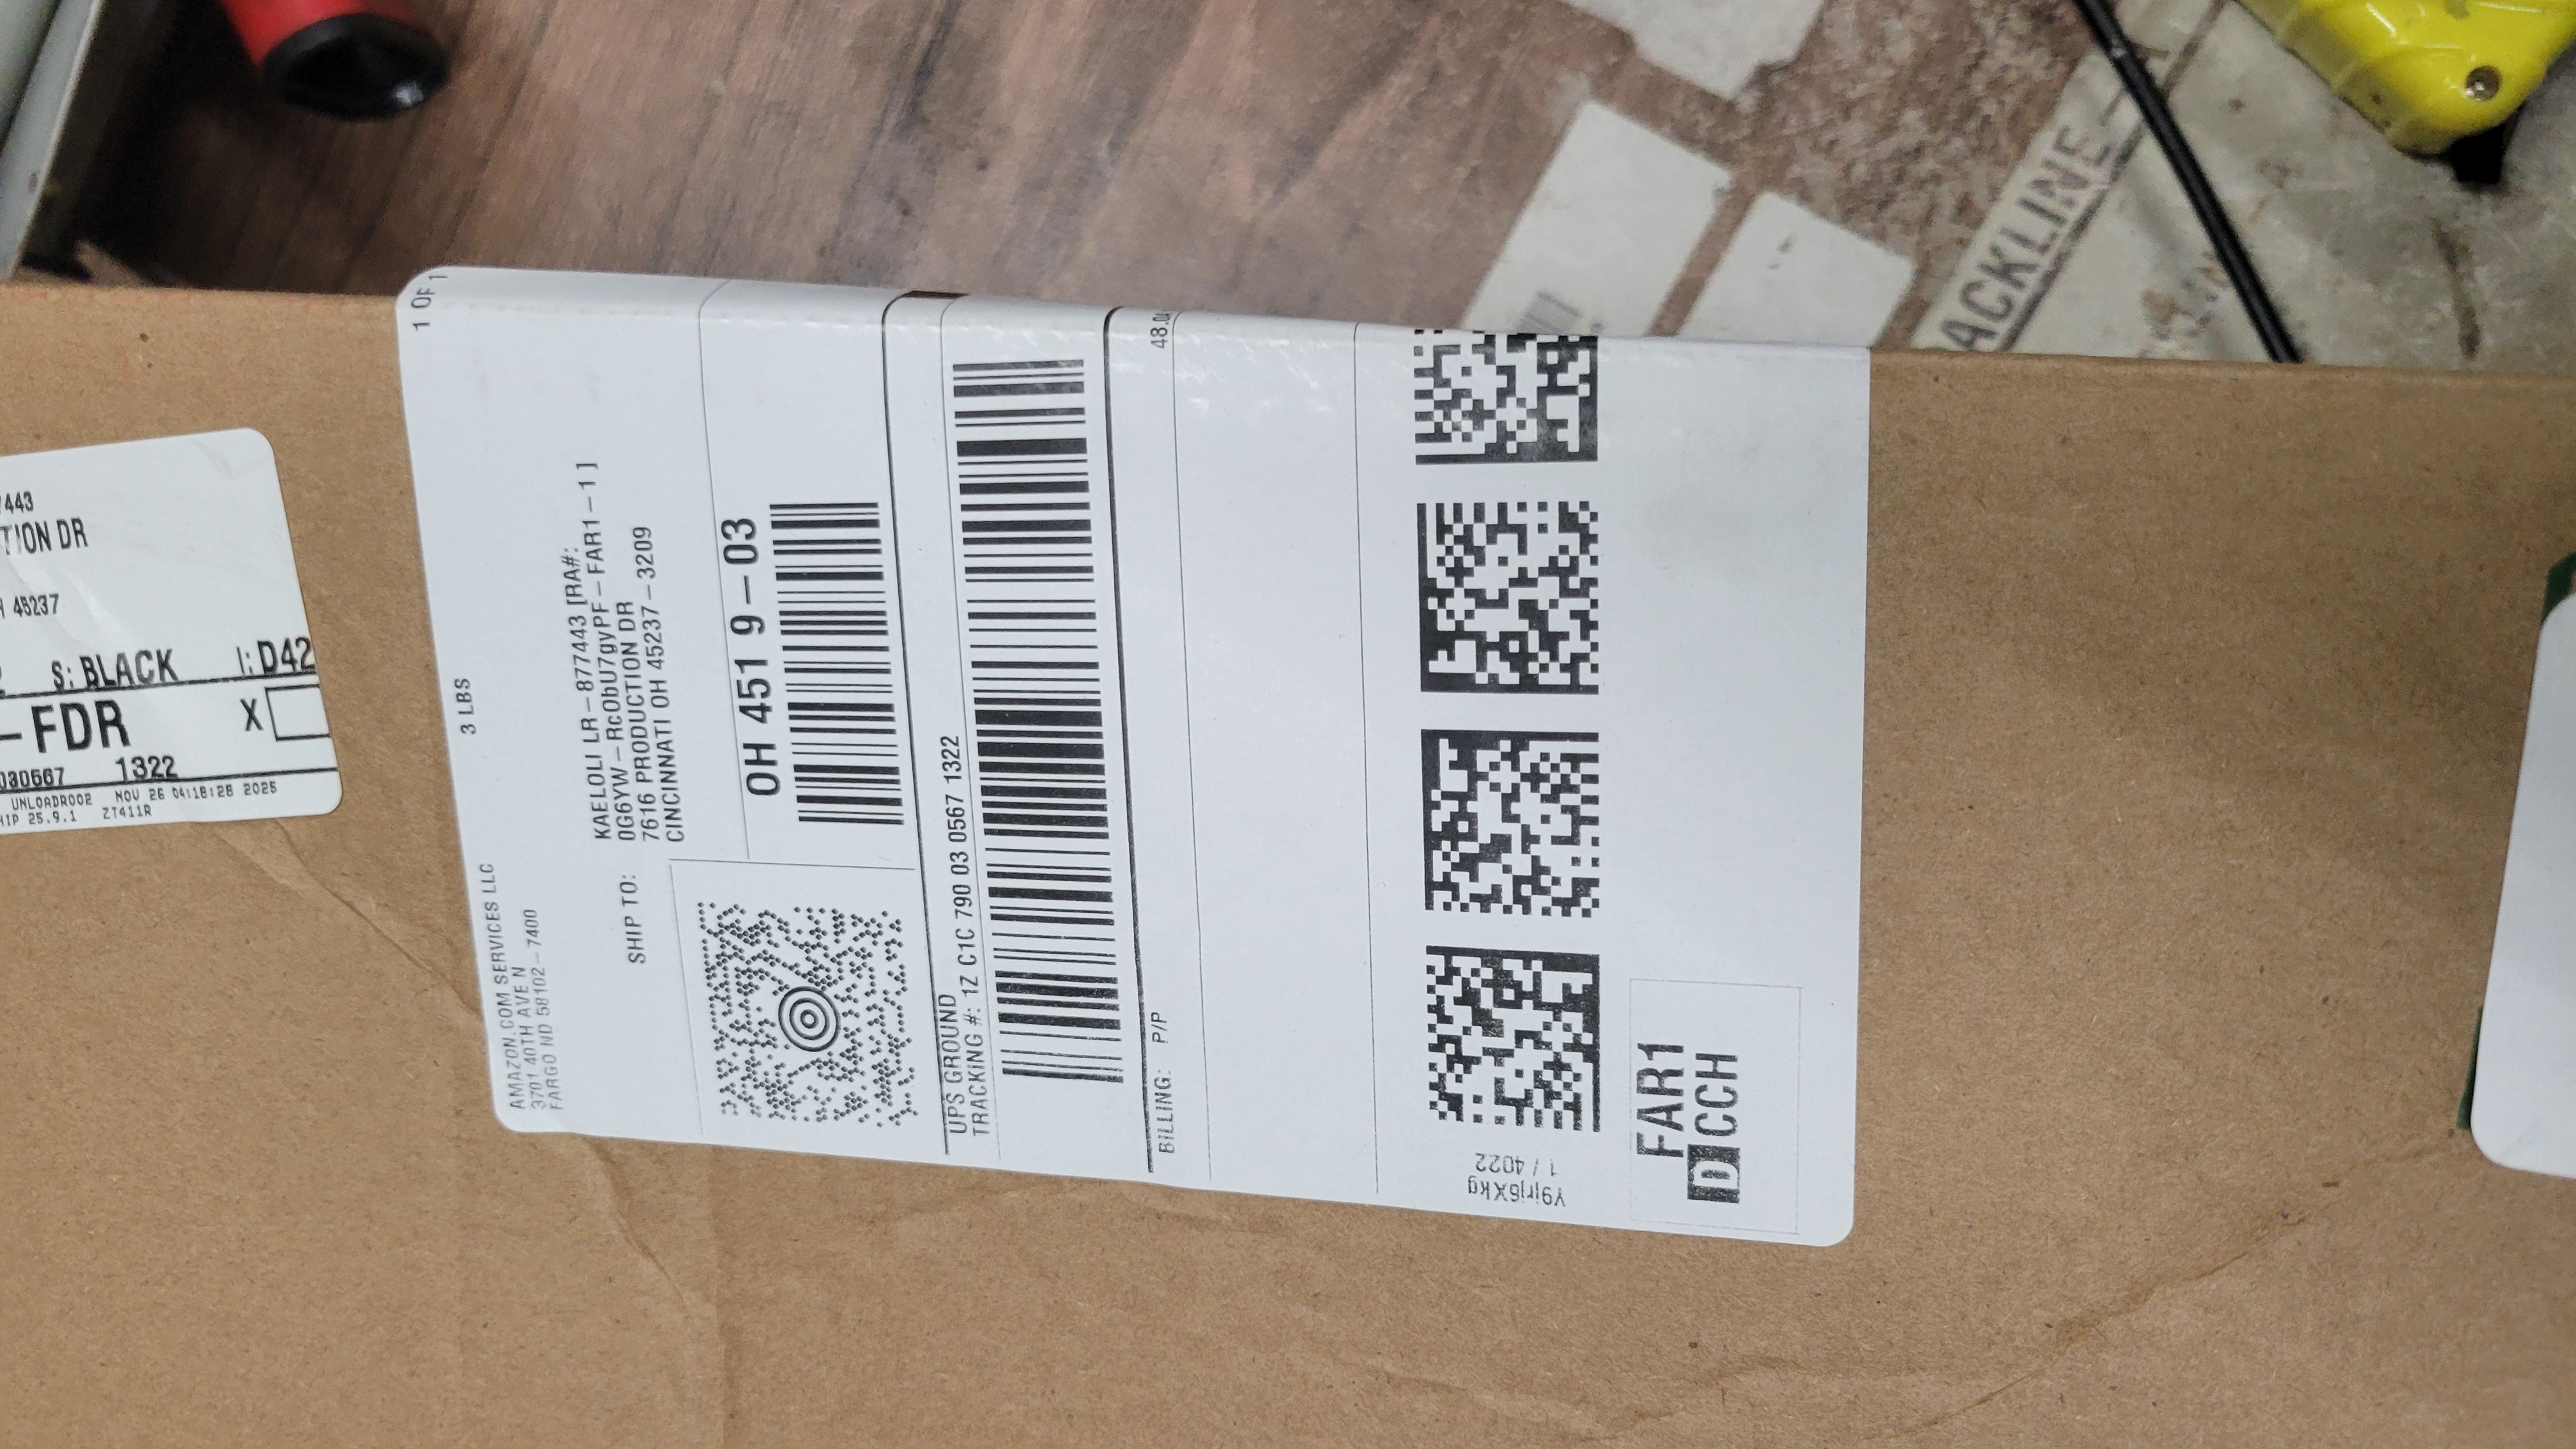 7443
TION DR
45237
S: BLACK I: D42
-FDR X
030567 1322
UNLOADR002 NOV 26 04:18:28 2025
HIP 25.9.1 ZT411R
3 LBS 1 OF 1
AMAZON.COM SERVICES LLC
3701 40TH AVE N
FARGO ND 58102-7400
SHIP TO:
KAELOLI LR-877443 [RA#:
0G6YW-RcObU7gyPF-FAR1-1]
7616 PRODUCTION DR
CINCINNATI OH 45237-3209
OH 451 9-03
UPS GROUND
TRACKING #: 1Z C1C 790 03 0567 1322
BILLING: P/P
48.0
Y9jrj6Xkg
1 / 4022
FAR1
D CCH
ACKLINE